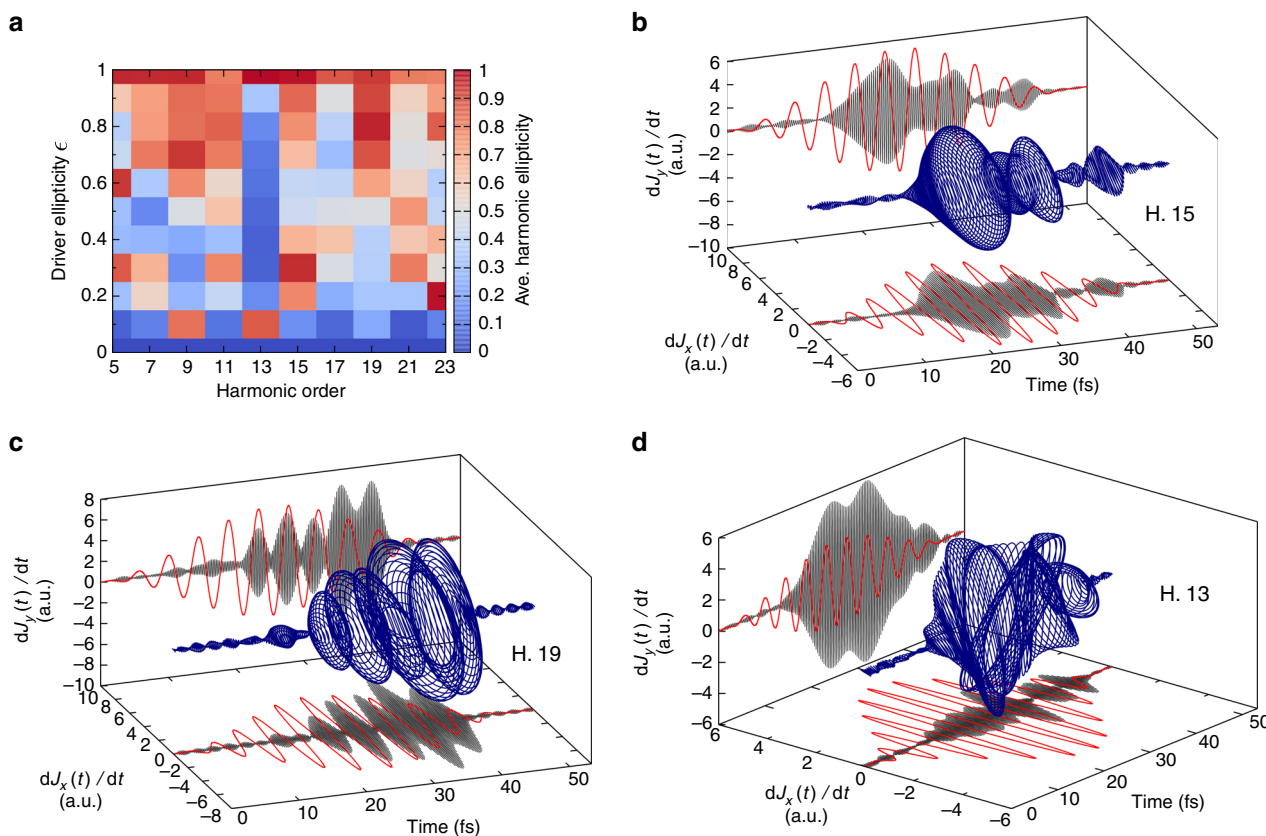 a
1
0.8
0.6
0.4
0.2
0
5 7 9 11 13 15 17 19 21 23
Driver ellipticity ϵ
Harmonic order
1
0.9
0.8
0.7
0.6
0.5
0.4
0.3
0.2
0.1
0
Ave. harmonic ellipticity
b
6
4
2
0
−2
−4
−6
−8
−10
dJy(t) / dt
(a.u.)
10
8
6
4
2
0
−2
−4
−6
dJx(t) / dt
(a.u.)
0 10 20 30 40 50
Time (fs)
H. 15
c
8
6
4
2
0
−2
−4
−6
−8
−10
dJy(t) / dt
(a.u.)
10
8
6
4
2
0
−2
−4
−6
−8
dJx(t) / dt
(a.u.)
0 10 20 30 40 50
Time (fs)
H. 19
d
6
4
2
0
−2
−4
−6
dJy(t) / dt
(a.u.)
6
4
2
0
−2
−4
−6
dJx(t) / dt
(a.u.)
0 10 20 30 40 50
Time (fs)
H. 13